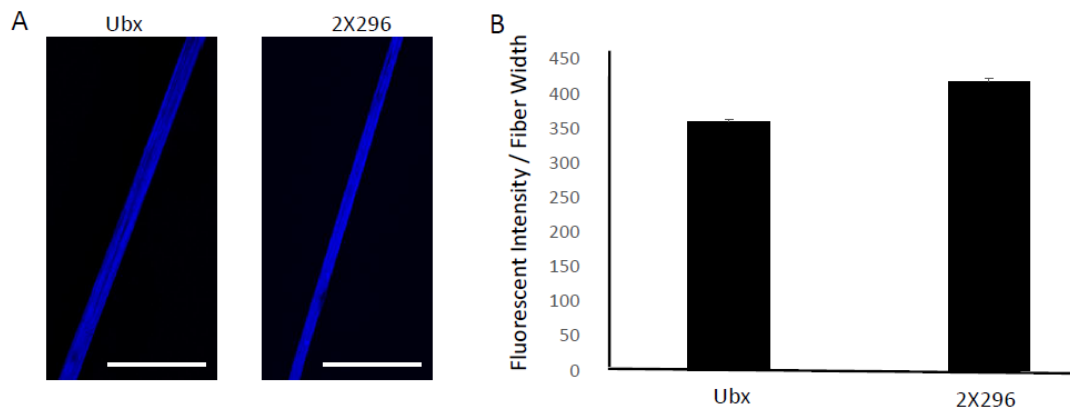 A
Ubx
2X296
B
Fluorescent Intensity / Fiber Width
450
400
350
300
250
200
150
100
50
0
Ubx
2X296